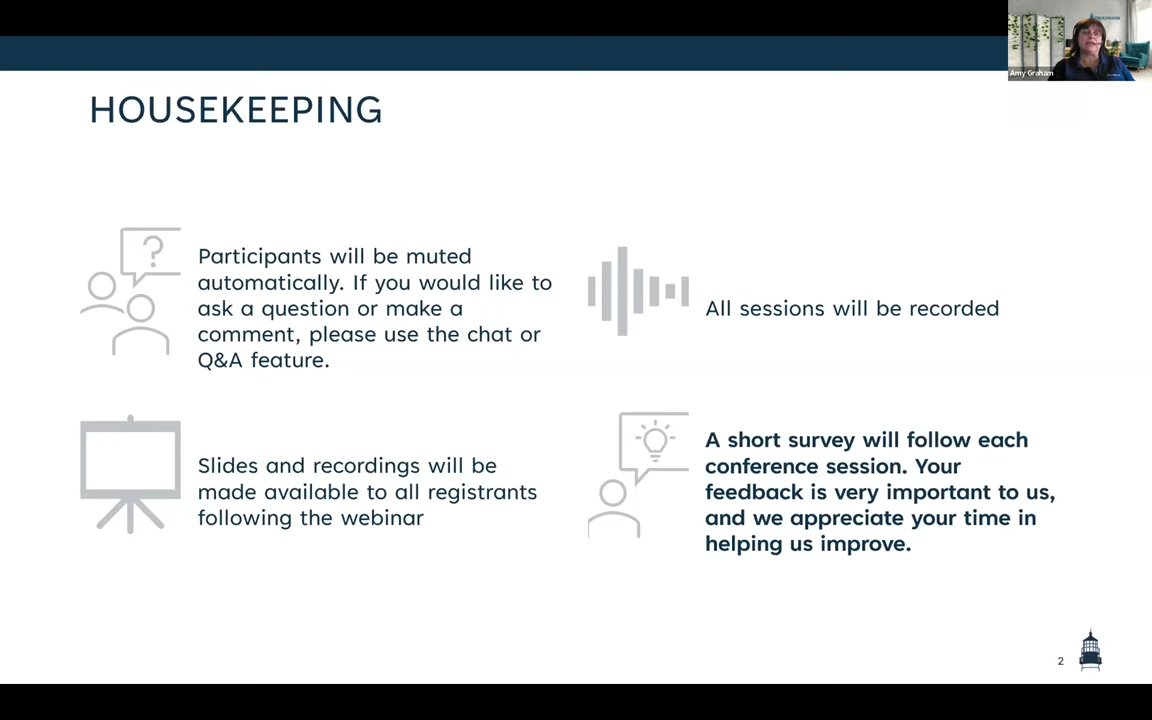 Amy Graham
HOUSEKEEPING
?
Participants will be muted
automatically. If you would like to
ask a question or make a
comment, please use the chat or
Q&A feature.
All sessions will be recorded
Slides and recordings will be
made available to all registrants
following the webinar
A short survey will follow each
conference session. Your
feedback is very important to us,
and we appreciate your time in
helping us improve.
2